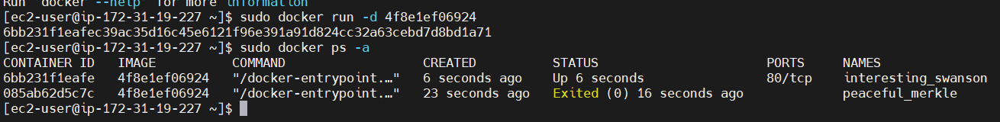 Run 'docker --help' for more information
[ec2-user@ip-172-31-19-227 ~]$ sudo docker run -d 4f8e1ef06924
6bb231f1eafec39ac35d16c45e6121f96e391a91d824cc32a63cebd7d8bd1a71
[ec2-user@ip-172-31-19-227 ~]$ sudo docker ps -a
CONTAINER ID   IMAGE          COMMAND                  CREATED          STATUS                      PORTS     NAMES
6bb231f1eafe   4f8e1ef06924   "/docker-entrypoint.…"   6 seconds ago    Up 6 seconds                80/tcp    interesting_swanson
085ab62d5c7c   4f8e1ef06924   "/docker-entrypoint.…"   23 seconds ago   Exited (0) 16 seconds ago             peaceful_merkle
[ec2-user@ip-172-31-19-227 ~]$